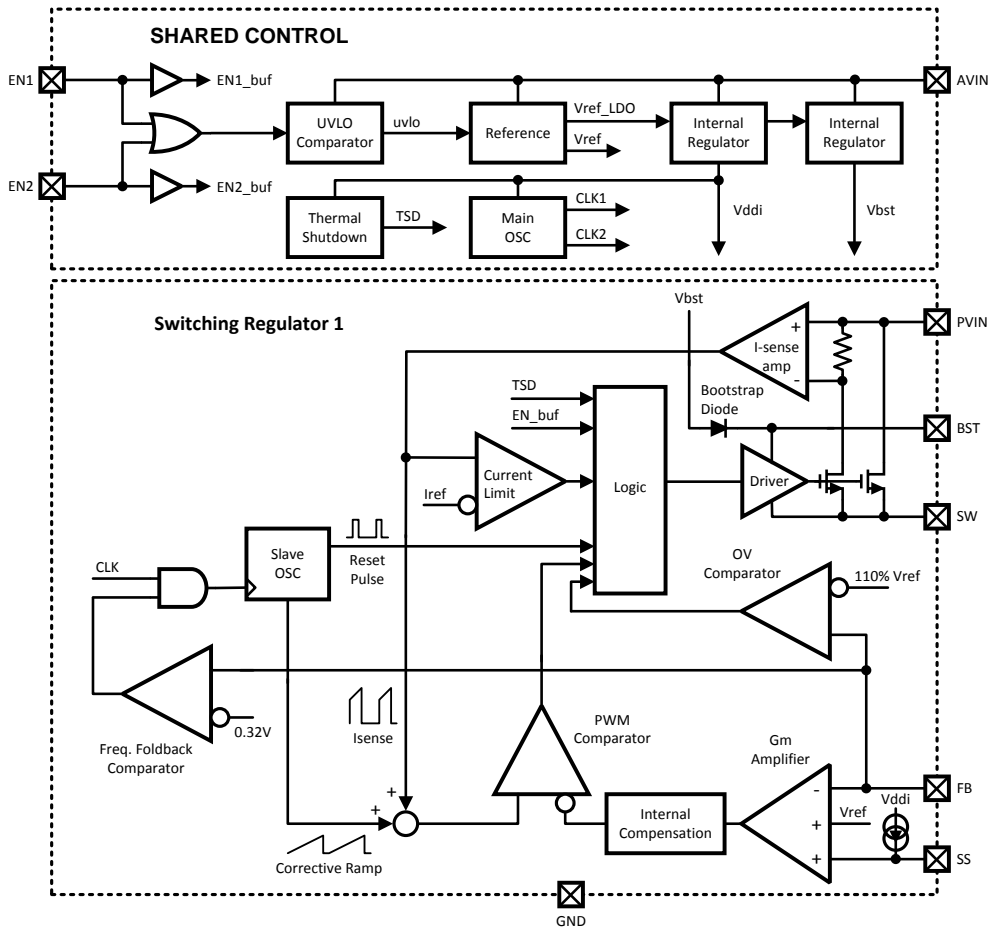 SHARED CONTROL
EN1
EN1_buf
AVIN
UVLO
Comparator
uvlo
Reference
Vref_LDO
Vref
Internal
Regulator
Internal
Regulator
EN2
EN2_buf
Thermal
Shutdown
TSD
Main
OSC
CLK1
CLK2
Vddi
Vbst
Switching Regulator 1
Vbst
PVIN
+
I-sense
amp
-
TSD
EN_buf
Bootstrap
Diode
BST
Current
Limit
Iref
Logic
Driver
SW
Slave
OSC
CLK
Reset
Pulse
OV
Comparator
110% Vref
0.32V
Isense
Freq. Foldback
Comparator
PWM
Comparator
Gm
Amplifier
-
FB
Vddi
Vref
+
+
SS
Internal
Compensation
+
+
Corrective Ramp
GND